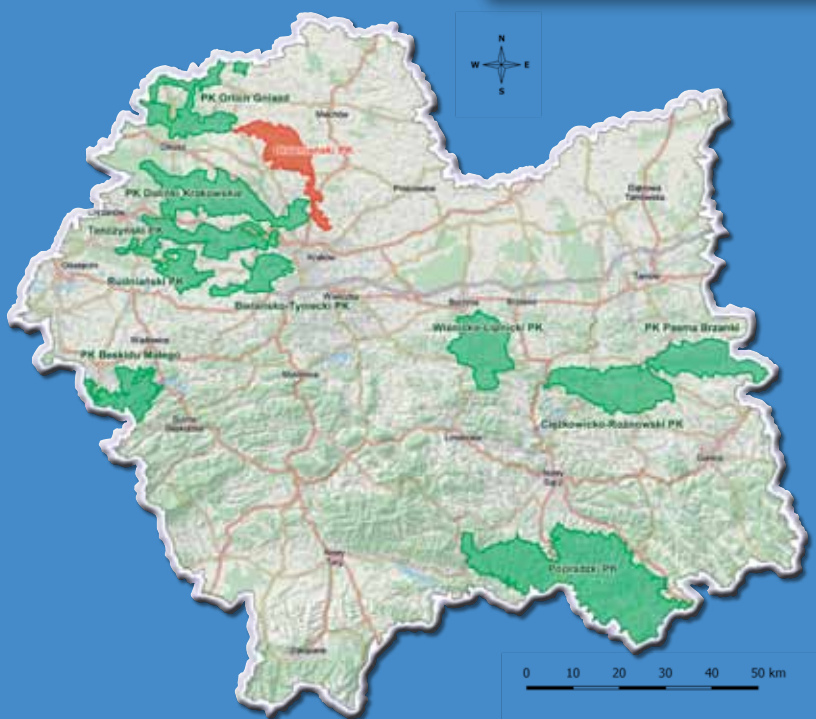 N
W E
S
PK Orlich Gniazd
Miechów
Olkusz
Dłubniański PK
PK Dolinki Krakowskie
Proszowice
Dąbrowa
Tarnowska
Chrzanów
Tenczyński PK
Kraków
Oświęcim
Rudniański PK
Tarnów
Bielańsko-Tyniecki PK
Wieliczka
Bochnia
Brzesko
Wiśnicko-Lipnicki PK
PK Pasma Brzanki
Wadowice
PK Beskidu Małego
Myślenice
Sucha
Beskidzka
Ciężkowicko-Rożnowski PK
Limanowa
Gorlice
Nowy
Sącz
Nowy
Targ
Popradzki PK
Zakopane
0 10 20 30 40 50 km